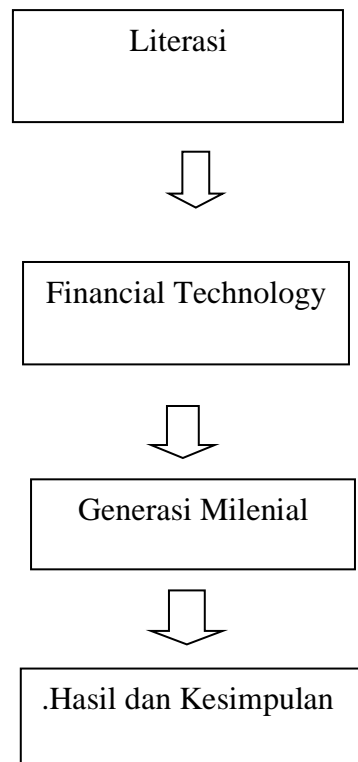 Literasi
Financial Technology
Generasi Milenial
.Hasil dan Kesimpulan